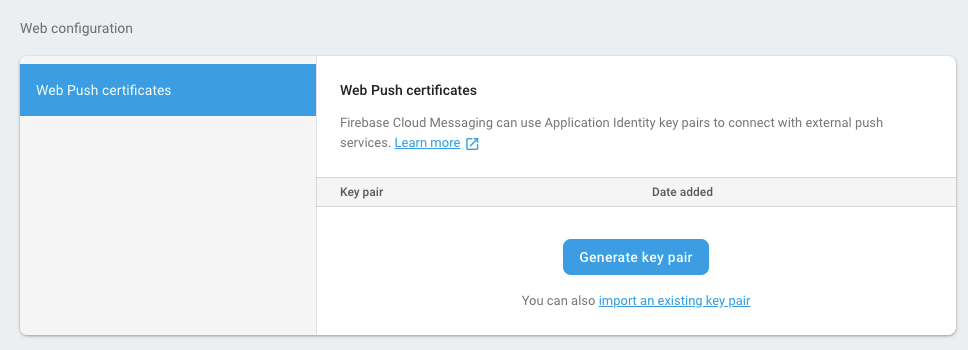 Web configuration
Web Push certificates
Web Push certificates
Firebase Cloud Messaging can use Application Identity key pairs to connect with external push
services. Learn more
Key pair Date added
Generate key pair
You can also import an existing key pair